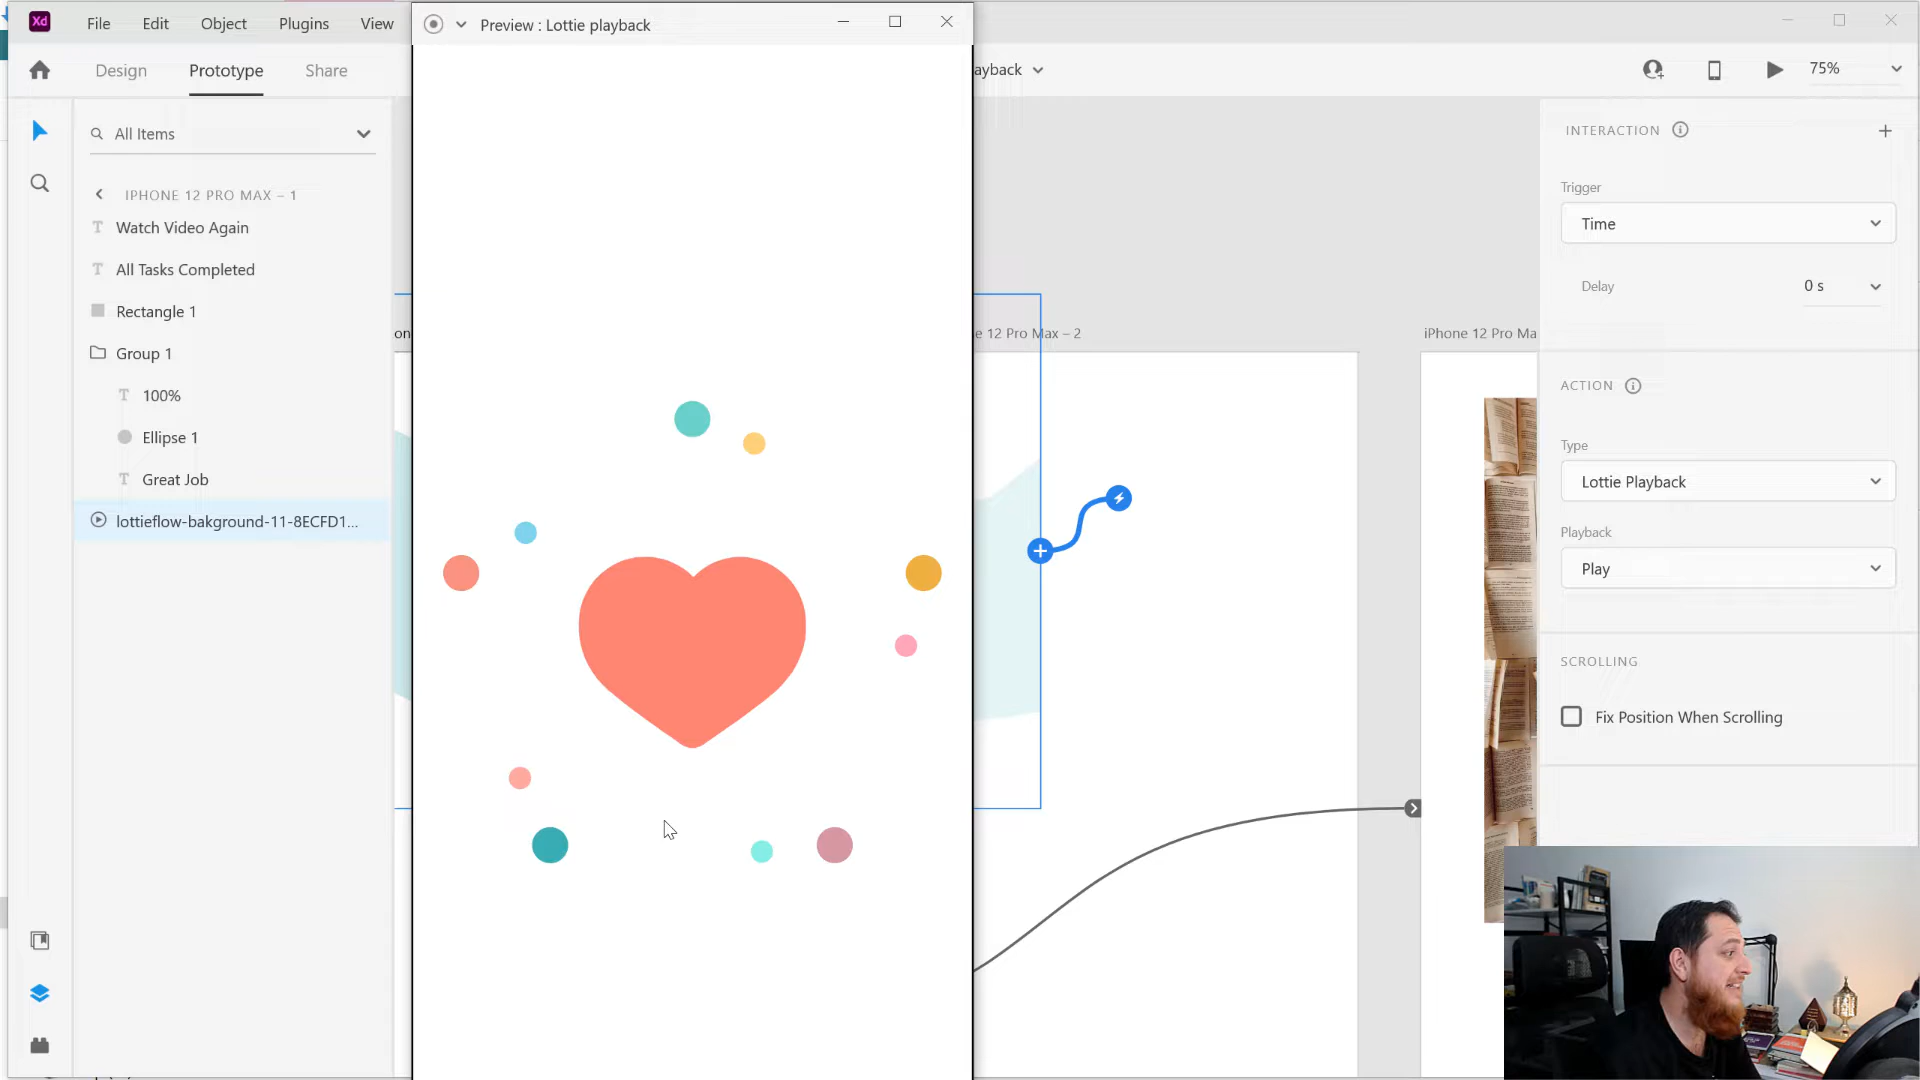 Xd File Edit Object Plugins View
Preview : Lottie playback
Design Prototype Share
ayback
75%
All Items
IPHONE 12 PRO MAX – 1
Watch Video Again
All Tasks Completed
Rectangle 1
Group 1
100%
Ellipse 1
Great Job
lottieflow-bakground-11-8ECFD1...
on
e 12 Pro Max – 2
iPhone 12 Pro Ma
INTERACTION
Trigger
Time
Delay 0 s
ACTION
Type
Lottie Playback
Playback
Play
SCROLLING
Fix Position When Scrolling